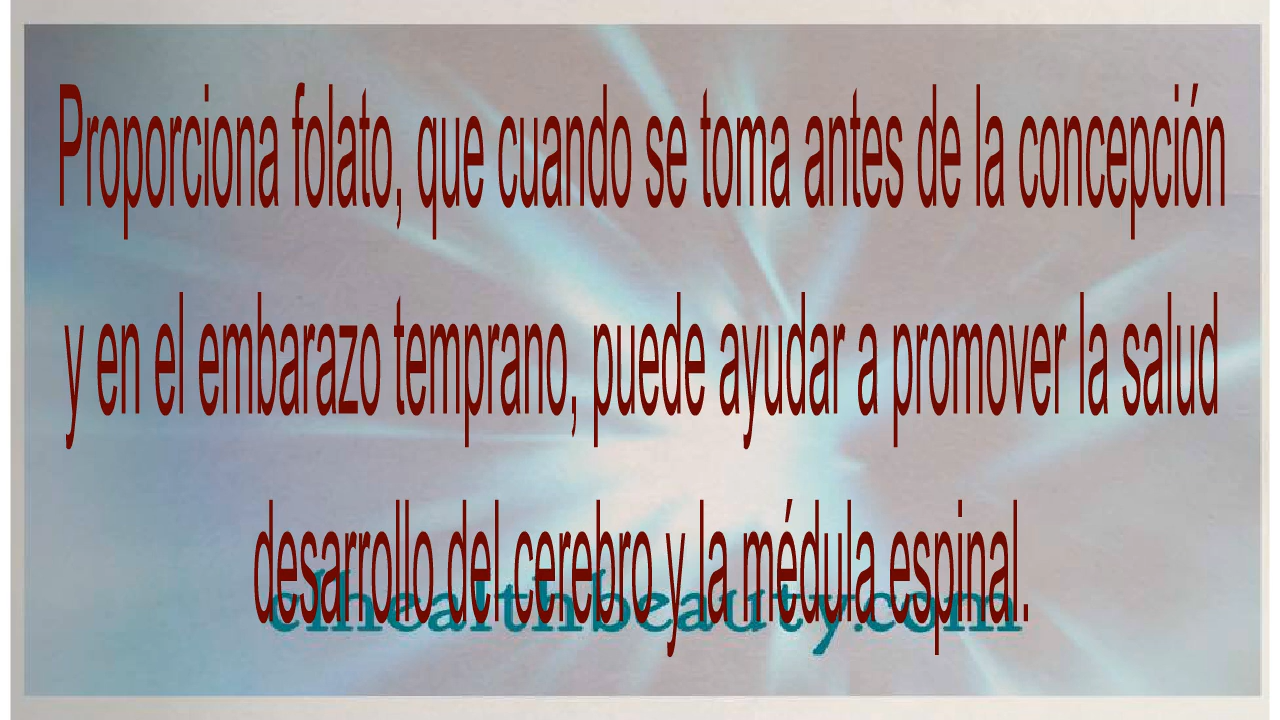 Proporciona folato, que cuando se toma antes de la concepción
y en el embarazo temprano, puede ayudar a promover la salud
desarrollo del cerebro y la médula espinal.